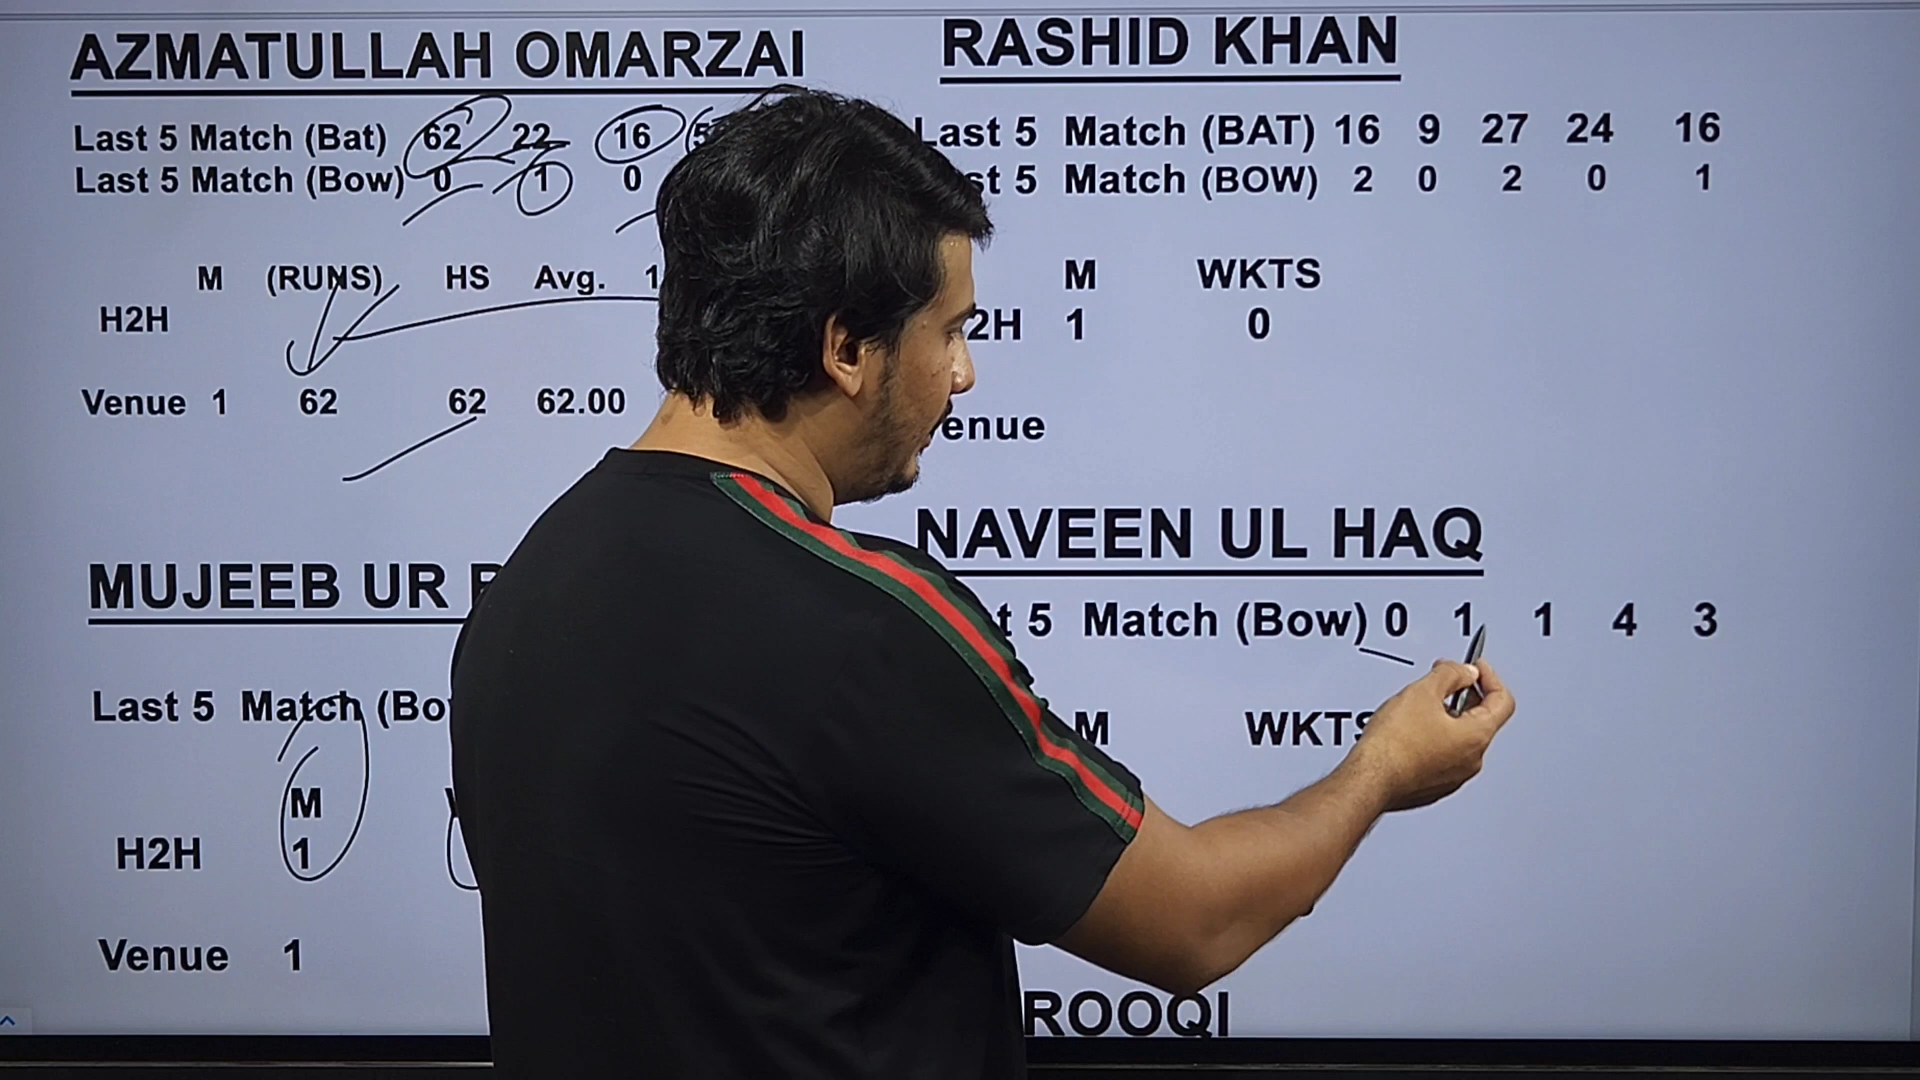 AZMATULLAH OMARZAI
Last 5 Match (Bat) 62 22 16
Last 5 Match (Bow) 0 1 0
M (RUNS) HS Avg.
H2H
Venue 1 62 62 62.00
MUJEEB UR
Last 5 Match
M
H2H 1
Venue 1
RASHID KHAN
Last 5 Match (BAT) 16 9 27 24 16
5 Match (BOW) 2 0 2 0 1
M WKTS
2H 1 0
enue
NAVEEN UL HAQ
5 Match (Bow) 0 1 1 4 3
M WKTS
ROOQI